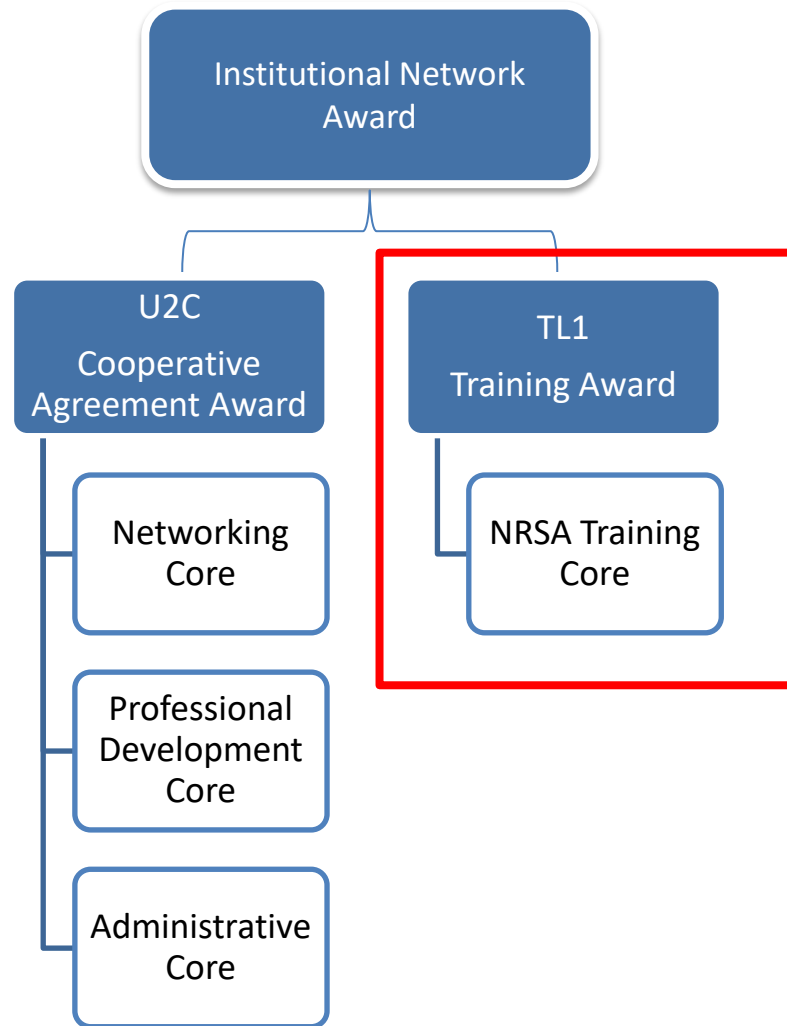 Institutional Network
Award
U2C
Cooperative
Agreement Award
Networking
Core
Professional
Development
Core
Administrative
Core
TL1
Training Award
NRSA Training
Core